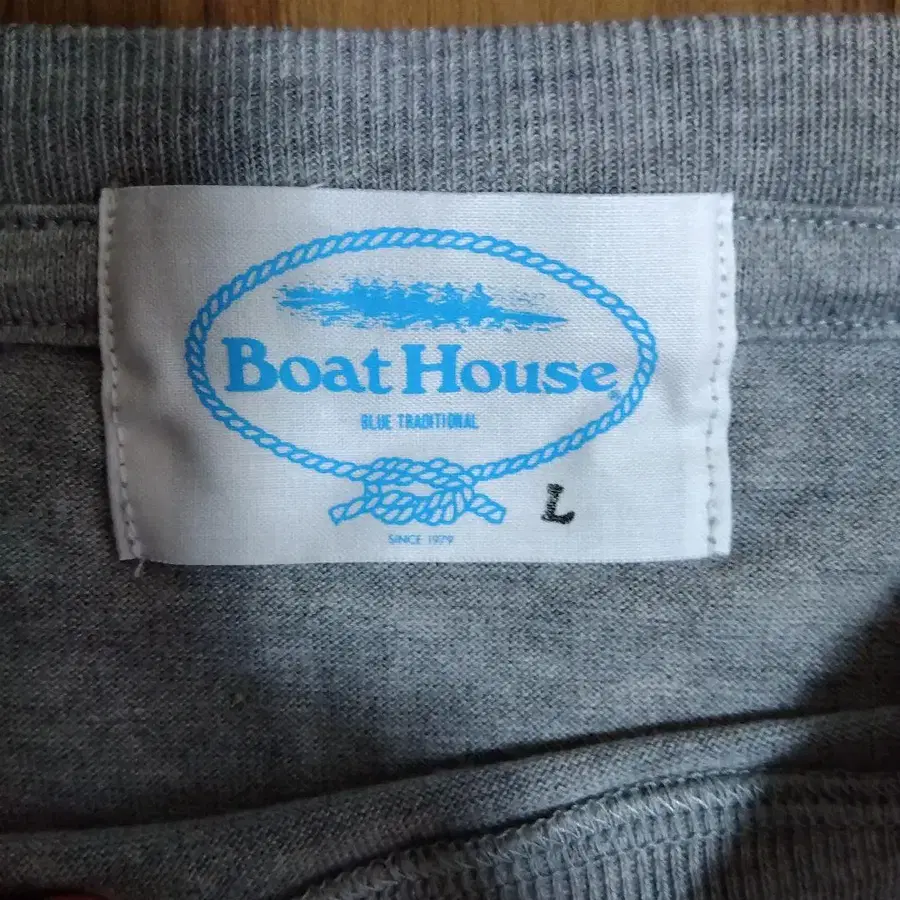 Boat House®
BLUE TRADITIONAL
L
SINCE 1979